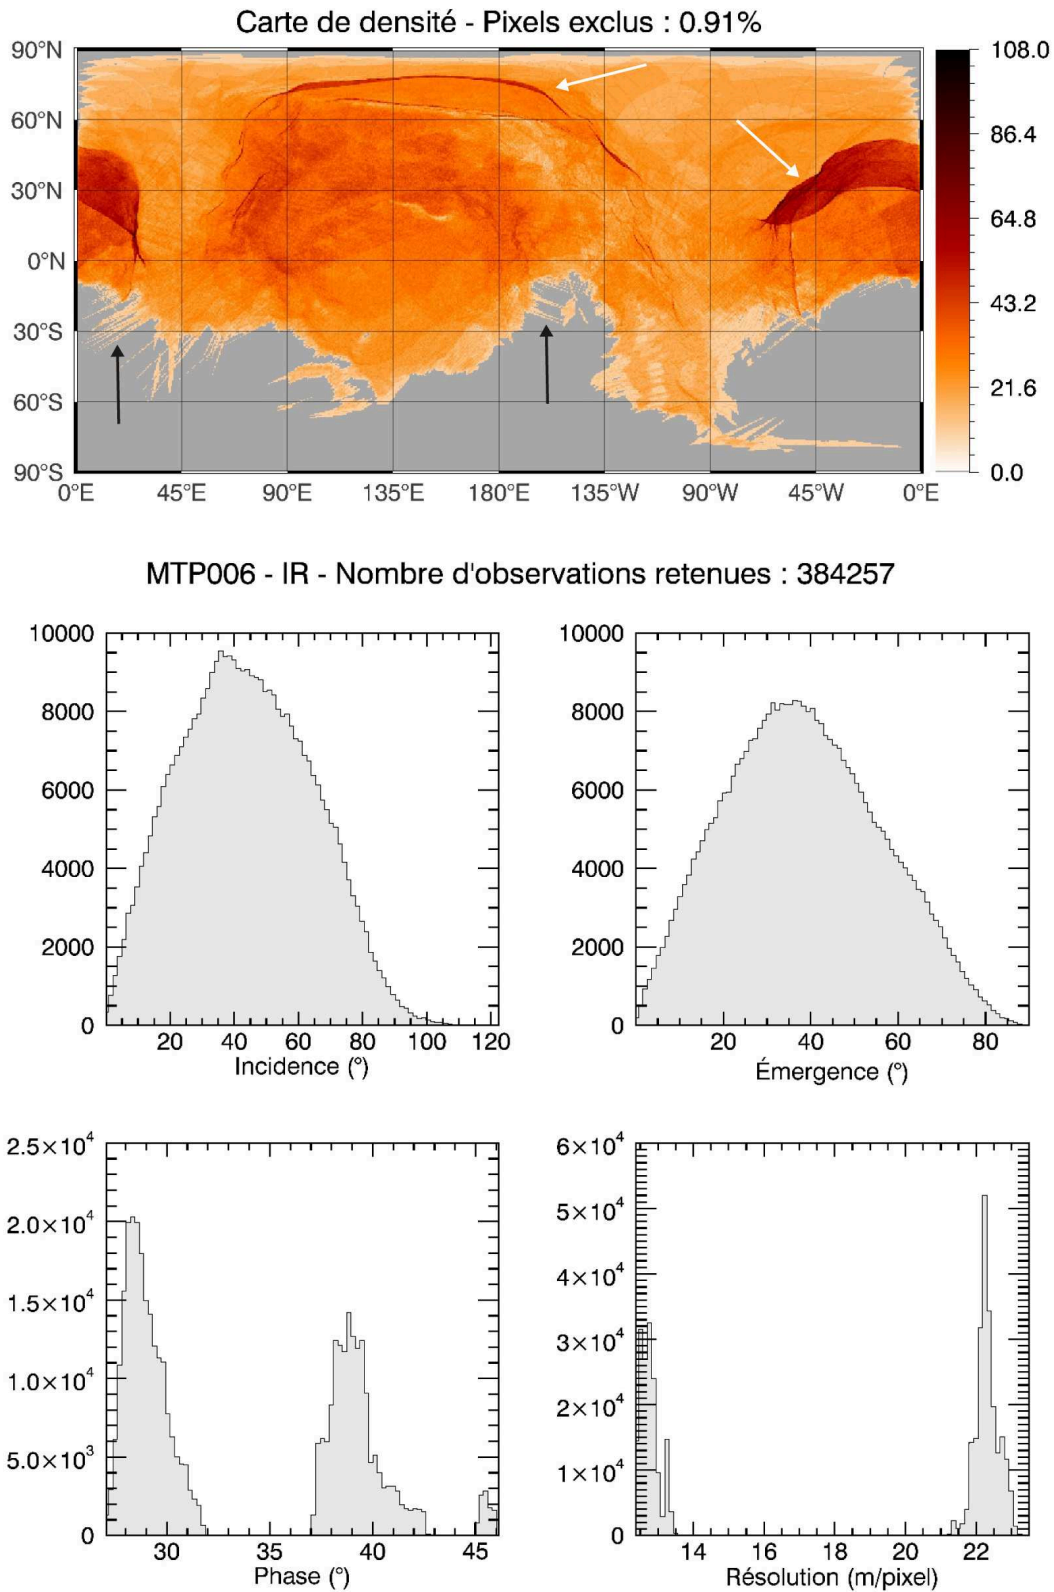 Carte de densité - Pixels exclus : 0.91%
90°N
60°N
30°N
0°N
30°S
60°S
90°S
0°E 45°E 90°E 135°E 180°E 135°W 90°W 45°W 0°E
108.0
86.4
64.8
43.2
21.6
0.0
MTP006 - IR - Nombre d'observations retenues : 384257
10000
8000
6000
4000
2000
0
20 40 60 80 100 120
Incidence (°)
10000
8000
6000
4000
2000
0
20 40 60 80
Émergence (°)
2.5×10⁴
2.0×10⁴
1.5×10⁴
1.0×10⁴
5.0×10³
0
30 35 40 45
Phase (°)
6×10⁴
5×10⁴
4×10⁴
3×10⁴
2×10⁴
1×10⁴
0
14 16 18 20 22
Résolution (m/pixel)